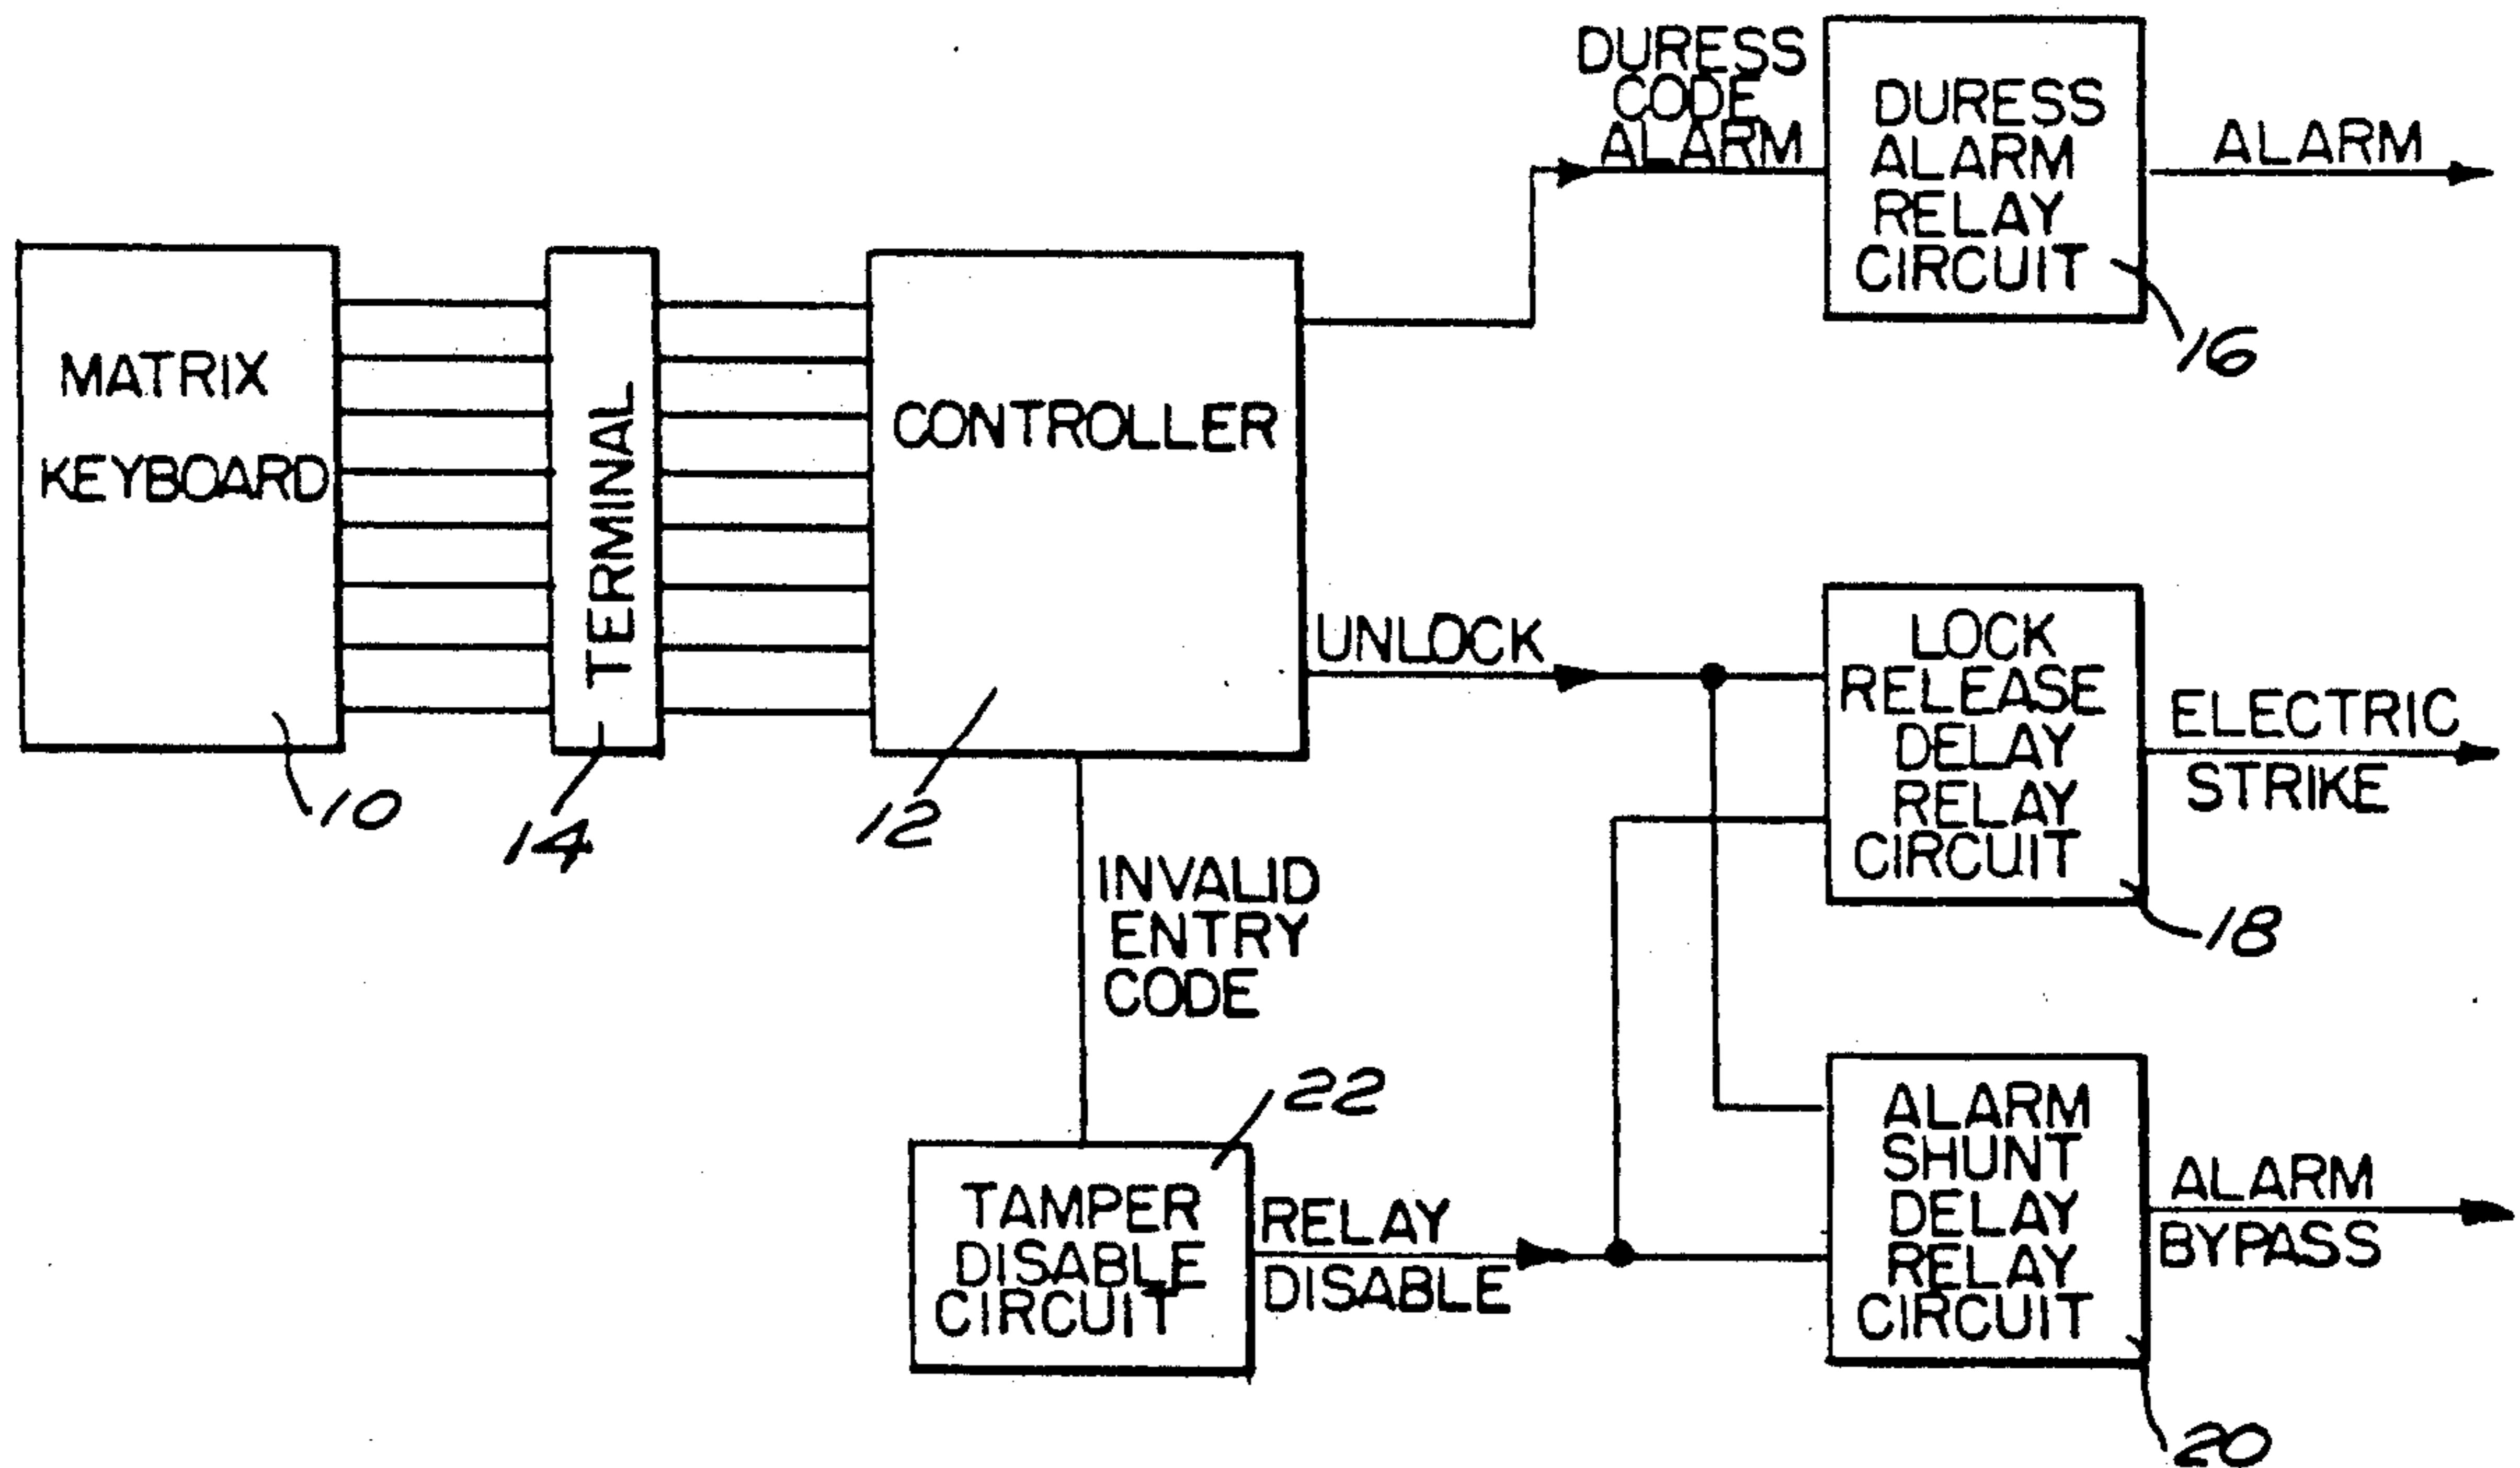 DURESS
CODE
ALARM
DURESS
ALARM
RELAY
CIRCUIT
ALARM
16
MATRIX
KEYBOARD
10
TERMINAL
14
CONTROLLER
12
UNLOCK
LOCK
RELEASE
DELAY
RELAY
CIRCUIT
ELECTRIC
STRIKE
18
INVALID
ENTRY
CODE
22
TAMPER
DISABLE
CIRCUIT
RELAY
DISABLE
ALARM
SHUNT
DELAY
RELAY
CIRCUIT
ALARM
BYPASS
20